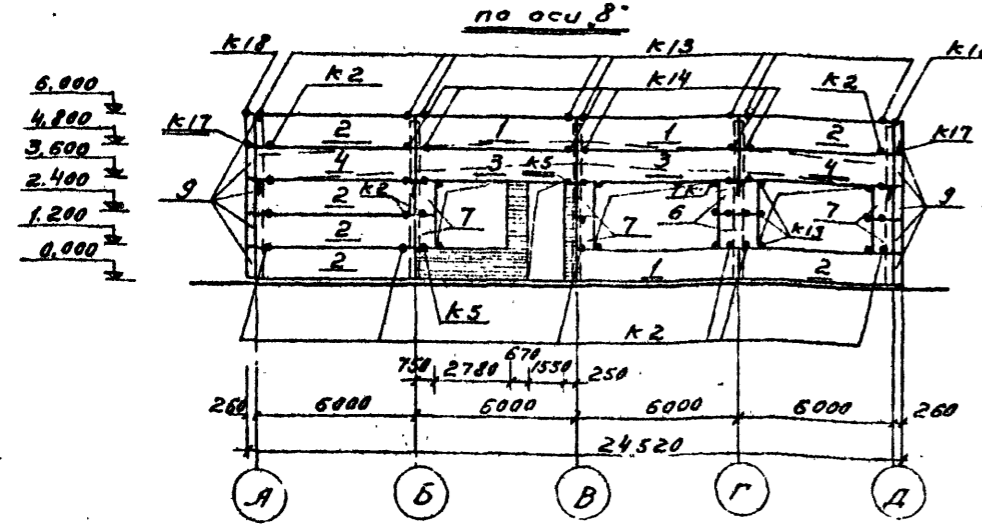 по оси „8"
к18 к13
к2 к14 к2
6.000
4.800
3.600
2.400
1.200
0.000
к17 2 1 1 2 к17
4 3 к5 3 4
9 2 к2 7 7 6 7 9
2 к13
2 1 2
к5
к2
670
750 2780 1550 250
260 6000 6000 6000 6000 260
24520
А Б В Г Д